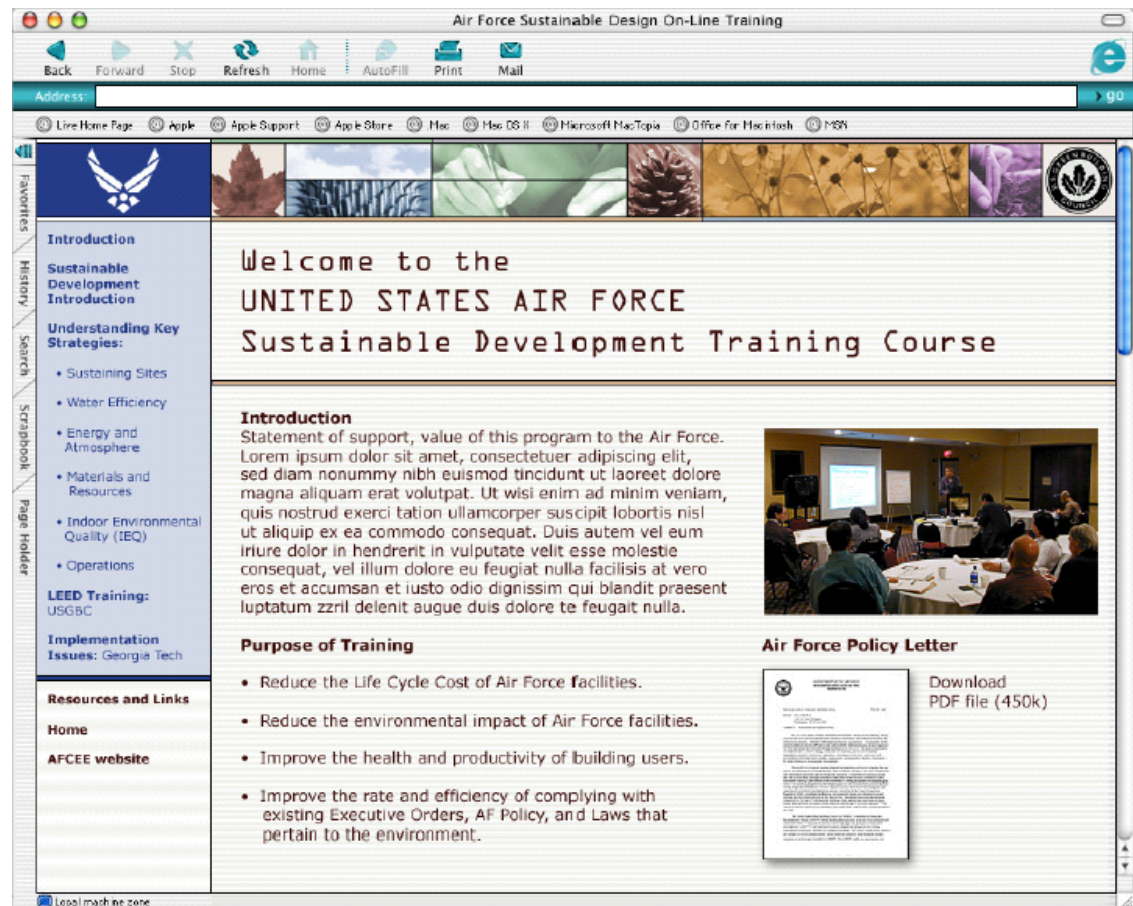 Air Force Sustainable Design On-Line Training
Back Forward Stop Refresh Home AutoFill Print Mail
Address: go
Live Home Page Apple Apple Support Apple Store .Mac Mac OS X Microsoft MacTopia Office for Macintosh MSN
Favorites
History
Search
Scrapbook
Page Holder
Introduction
Sustainable
Development
Introduction
Understanding Key
Strategies:
• Sustaining Sites
• Water Efficiency
• Energy and
Atmosphere
• Materials and
Resources
• Indoor Environmental
Quality (IEQ)
• Operations
LEED Training:
USGBC
Implementation
Issues: Georgia Tech
Resources and Links
Home
AFCEE website
Welcome to the
UNITED STATES AIR FORCE
Sustainable Development Training Course
Introduction
Statement of support, value of this program to the Air Force.
Lorem ipsum dolor sit amet, consectetuer adipiscing elit,
sed diam nonummy nibh euismod tincidunt ut laoreet dolore
magna aliquam erat volutpat. Ut wisi enim ad minim veniam,
quis nostrud exerci tation ullamcorper suscipit lobortis nisl
ut aliquip ex ea commodo consequat. Duis autem vel eum
iriure dolor in hendrerit in vulputate velit esse molestie
consequat, vel illum dolore eu feugiat nulla facilisis at vero
eros et accumsan et iusto odio dignissim qui blandit praesent
luptatum zzril delenit augue duis dolore te feugait nulla.
Purpose of Training
• Reduce the Life Cycle Cost of Air Force facilities.
• Reduce the environmental impact of Air Force facilities.
• Improve the health and productivity of building users.
• Improve the rate and efficiency of complying with
existing Executive Orders, AF Policy, and Laws that
pertain to the environment.
Air Force Policy Letter
Download
PDF file (450k)
Local machine zone